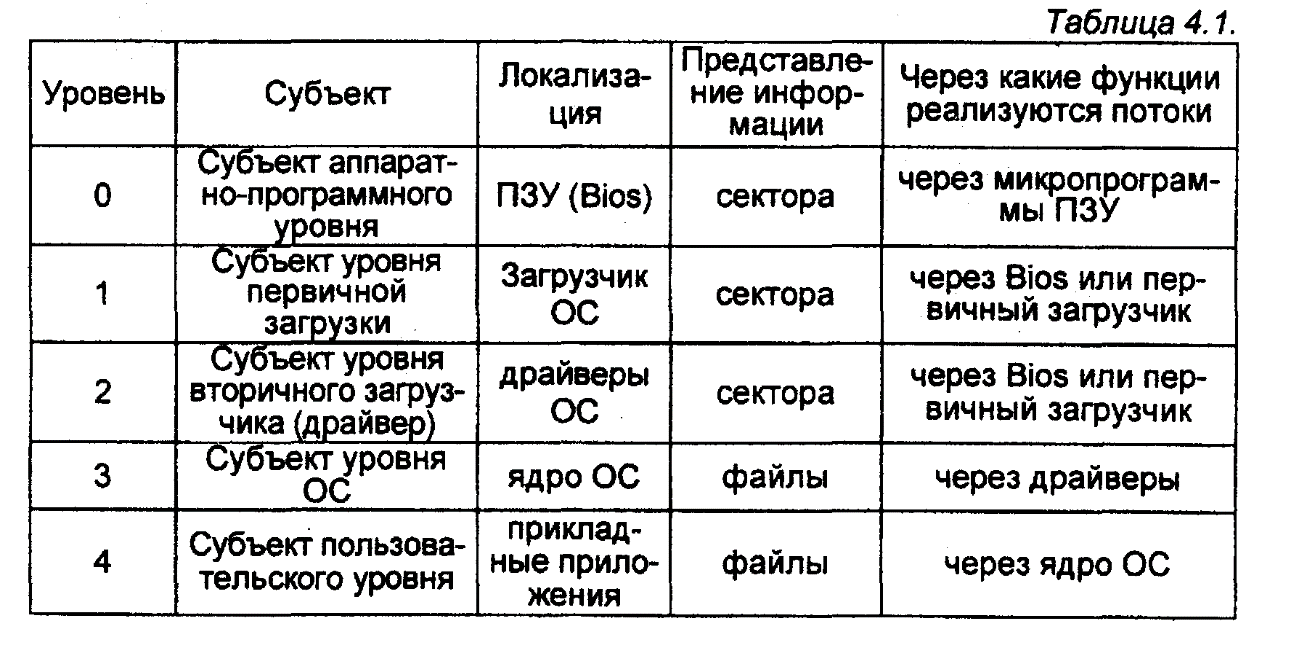 Таблица 4.1.
Уровень
Субъект
Локализа-
ция
Представле-
ние инфор-
мации
Через какие функции
реализуются потоки
0
Субъект аппарат-
но-программного
уровня
ПЗУ (Bios)
сектора
через микропрограм-
мы ПЗУ
1
Субъект уровня
первичной
загрузки
Загрузчик
ОС
сектора
через Bios или пер-
вичный загрузчик
2
Субъект уровня
вторичного загруз-
чика (драйвер)
драйверы
ОС
сектора
через Bios или пер-
вичный загрузчик
3
Субъект уровня
ОС
ядро ОС
файлы
через драйверы
4
Субъект пользова-
тельского уровня
приклад-
ные прило-
жения
файлы
через ядро ОС